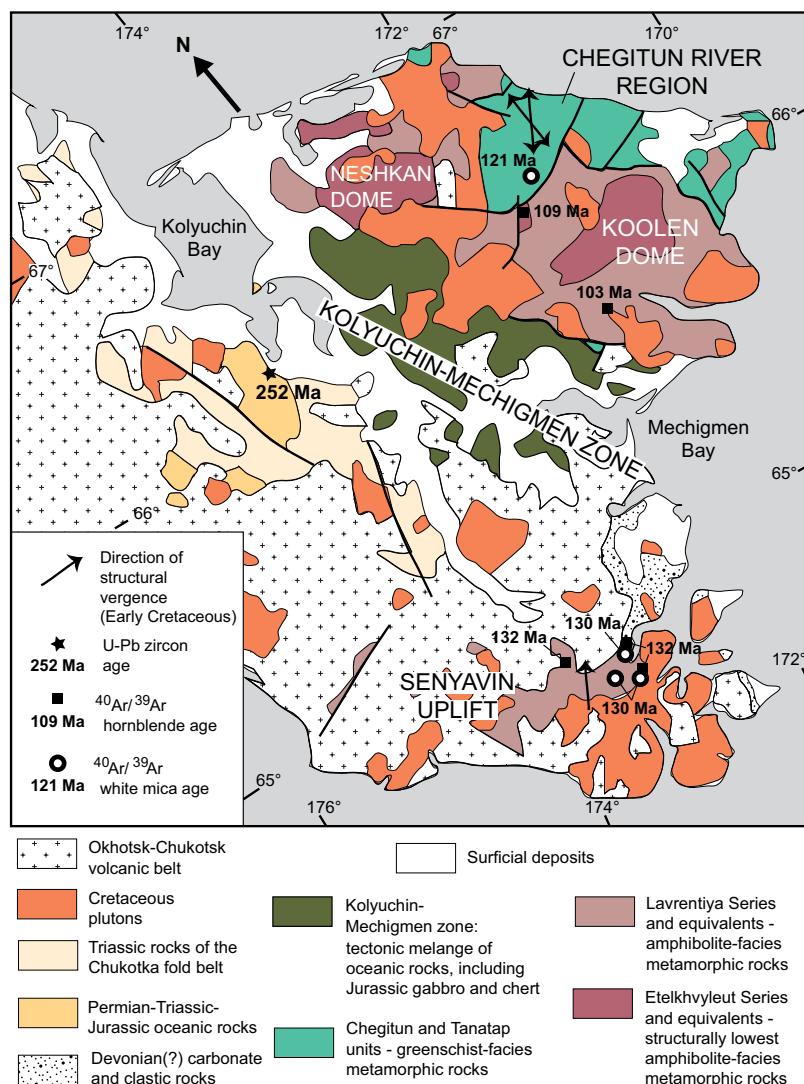 174°
172°
67°
170°
N
CHEGITUN RIVER
REGION
66°
121 Ma
NESHKAN
DOME
109 Ma
Kolyuchin
Bay
KOOLEN
DOME
67°
103 Ma
KOLYUCHIN-MECHIGMEN ZONE
252 Ma
Mechigmen
Bay
65°
66°
Direction of
structural
vergence
(Early Cretaceous)
U-Pb zircon
age
252 Ma
40Ar/ 39Ar
hornblende age
109 Ma
40Ar/ 39Ar
white mica age
121 Ma
130 Ma
132 Ma
132 Ma
172°
SENYAVIN
UPLIFT
130 Ma
65°
176°
174°
Okhotsk-Chukotsk
volcanic belt
Surficial deposits
Cretaceous
plutons
Triassic rocks of the
Chukotka fold belt
Permian-Triassic-
Jurassic oceanic rocks
Devonian(?) carbonate
and clastic rocks
Kolyuchin-
Mechigmen zone:
tectonic melange of
oceanic rocks, including
Jurassic gabbro and chert
Chegitun and Tanatap
units - greenschist-facies
metamorphic rocks
Lavrentiya Series
and equivalents -
amphibolite-facies
metamorphic rocks
Etelkhvyleut Series
and equivalents -
structurally lowest
amphibolite-facies
metamorphic rocks